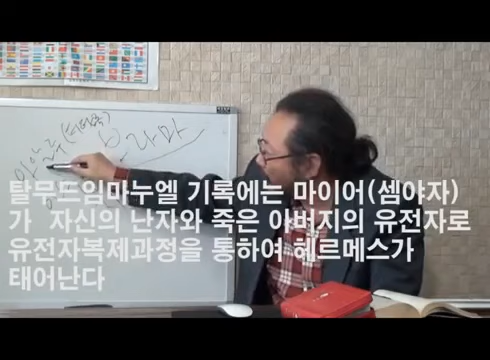 탈무드임마누엘 기록에는 마이어(셈야자)
가 자신의 난자와 죽은 아버지의 유전자로
유전자복제과정을 통하여 헤르메스가
태어난다